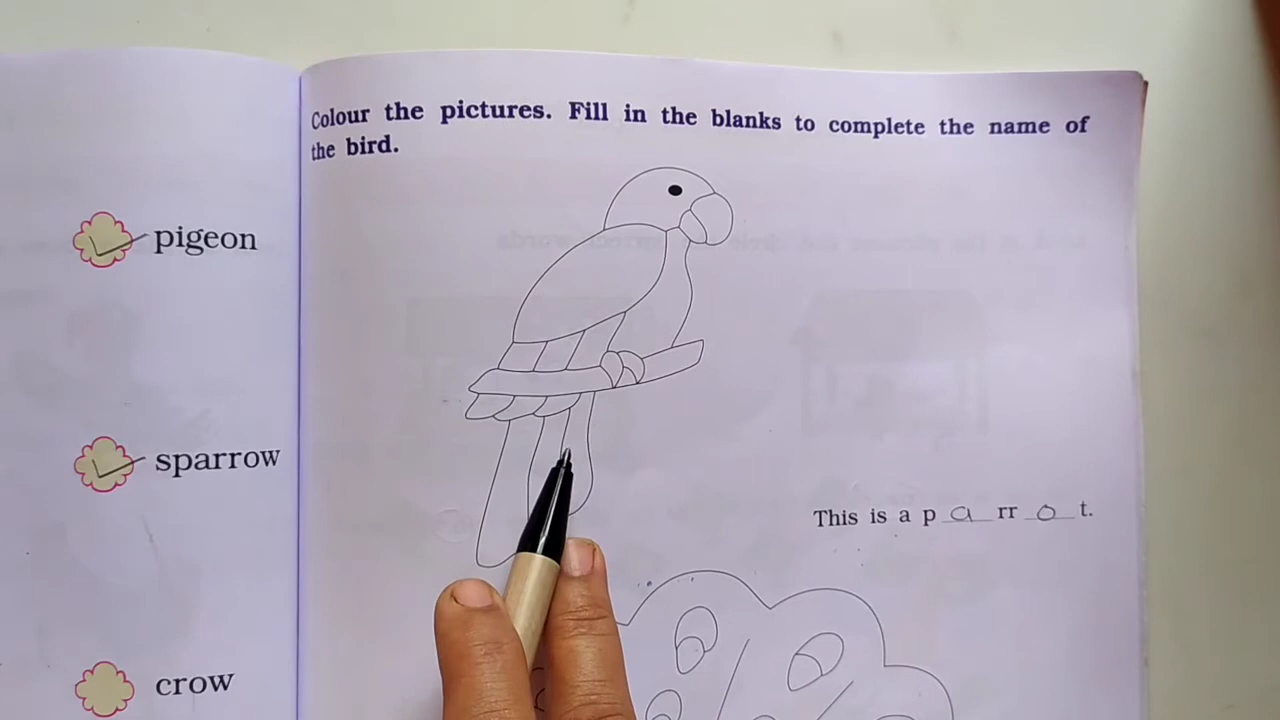 pigeon
sparrow
crow
Colour the pictures. Fill in the blanks to complete the name of
the bird.
This is a p a rr o t.